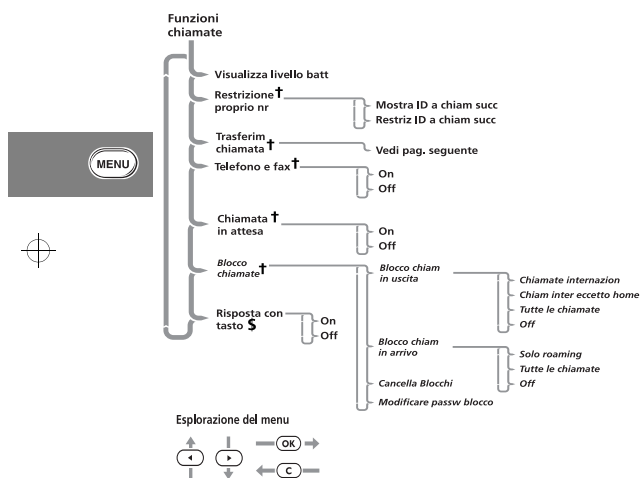 Funzioni
chiamate
Visualizza livello batt
Restrizione †
proprio nr
Mostra ID a chiam succ
Restriz ID a chiam succ
Trasferim
chiamata †
Vedi pag. seguente
MENU
Telefono e fax †
On
Off
Chiamata †
in attesa
On
Off
Blocco
chiamate †
Blocco chiam
in uscita
Chiamate internazion
Chiam inter eccetto home
Tutte le chiamate
Off
Risposta con
tasto $
On
Off
Blocco chiam
in arrivo
Solo roaming
Tutte le chiamate
Off
Cancella Blocchi
Modificare passw blocco
Esplorazione del menu
OK
C